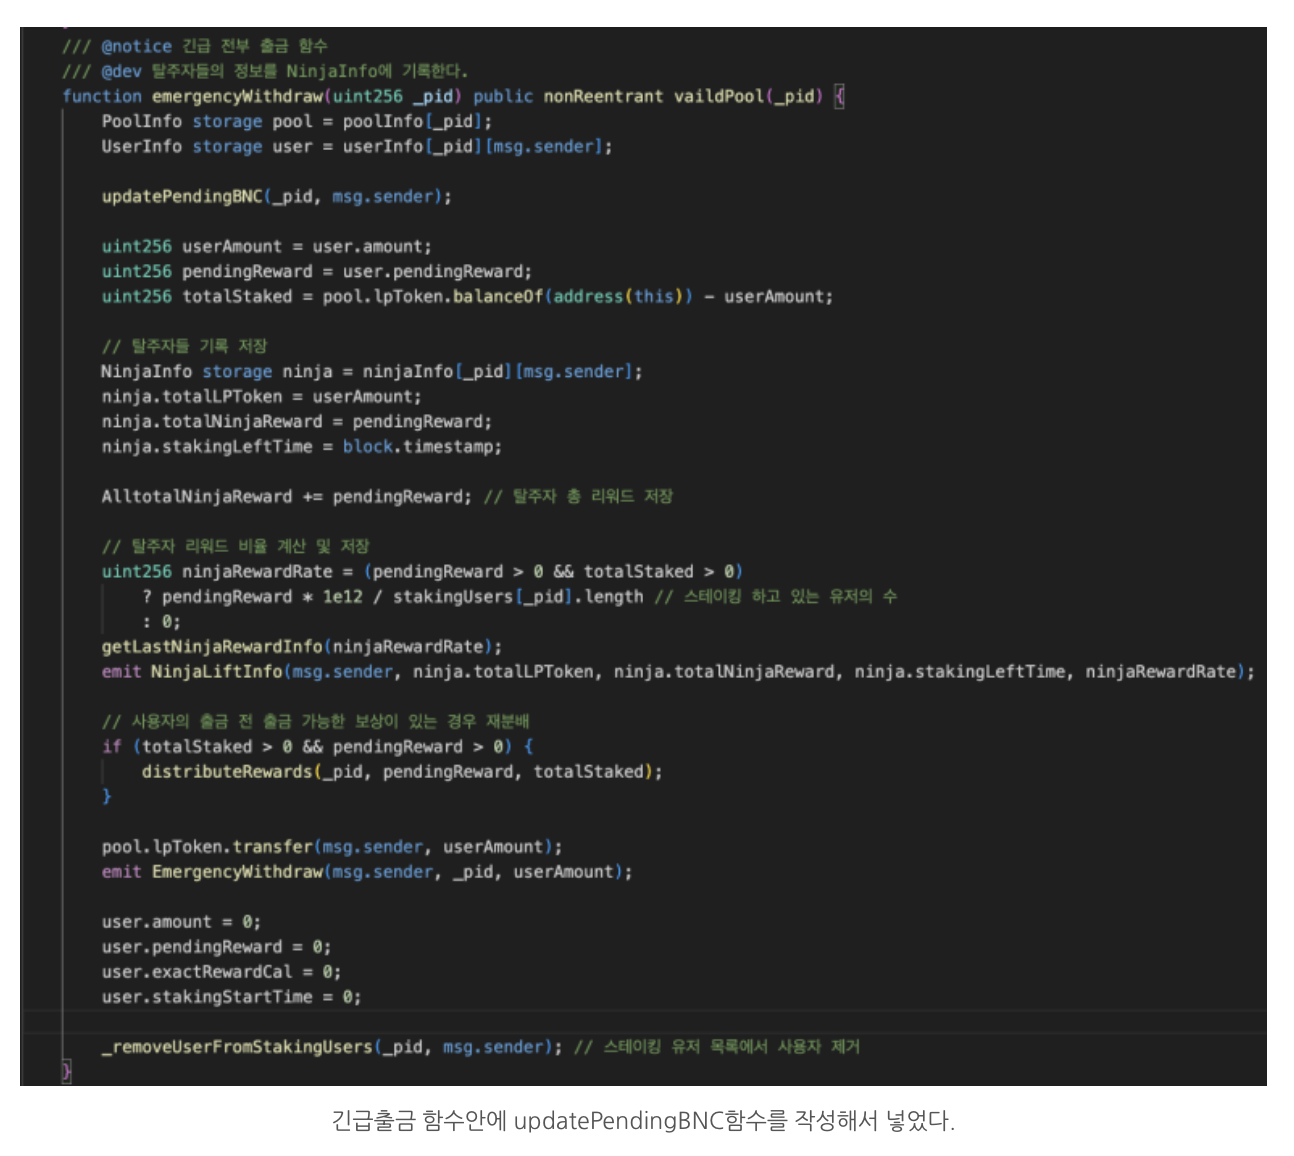 /// @notice 긴급 전부 출금 함수
/// @dev 탈주자들의 정보를 NinjaInfo에 기록한다.
function emergencyWithdraw(uint256 _pid) public nonReentrant vaildPool(_pid) {
PoolInfo storage pool = poolInfo[_pid];
UserInfo storage user = userInfo[_pid][msg.sender];
updatePendingBNC(_pid, msg.sender);
uint256 userAmount = user.amount;
uint256 pendingReward = user.pendingReward;
uint256 totalStaked = pool.lpToken.balanceOf(address(this)) - userAmount;
// 탈주자들 기록 저장
NinjaInfo storage ninja = ninjaInfo[_pid][msg.sender];
ninja.totalLPToken = userAmount;
ninja.totalNinjaReward = pendingReward;
ninja.stakingLeftTime = block.timestamp;
AlltotalNinjaReward += pendingReward; // 탈주자 총 리워드 저장
// 탈주자 리워드 비율 계산 및 저장
uint256 ninjaRewardRate = (pendingReward > 0 && totalStaked > 0)
? pendingReward * 1e12 / stakingUsers[_pid].length // 스테이킹 하고 있는 유저의 수
: 0;
getLastNinjaRewardInfo(ninjaRewardRate);
emit NinjaLiftInfo(msg.sender, ninja.totalLPToken, ninja.totalNinjaReward, ninja.stakingLeftTime, ninjaRewardRate);
// 사용자의 출금 전 출금 가능한 보상이 있는 경우 재분배
if (totalStaked > 0 && pendingReward > 0) {
distributeRewards(_pid, pendingReward, totalStaked);
}
pool.lpToken.transfer(msg.sender, userAmount);
emit EmergencyWithdraw(msg.sender, _pid, userAmount);
user.amount = 0;
user.pendingReward = 0;
user.exactRewardCal = 0;
user.stakingStartTime = 0;
_removeUserFromStakingUsers(_pid, msg.sender); // 스테이킹 유저 목록에서 사용자 제거
}
긴급출금 함수안에 updatePendingBNC함수를 작성해서 넣었다.